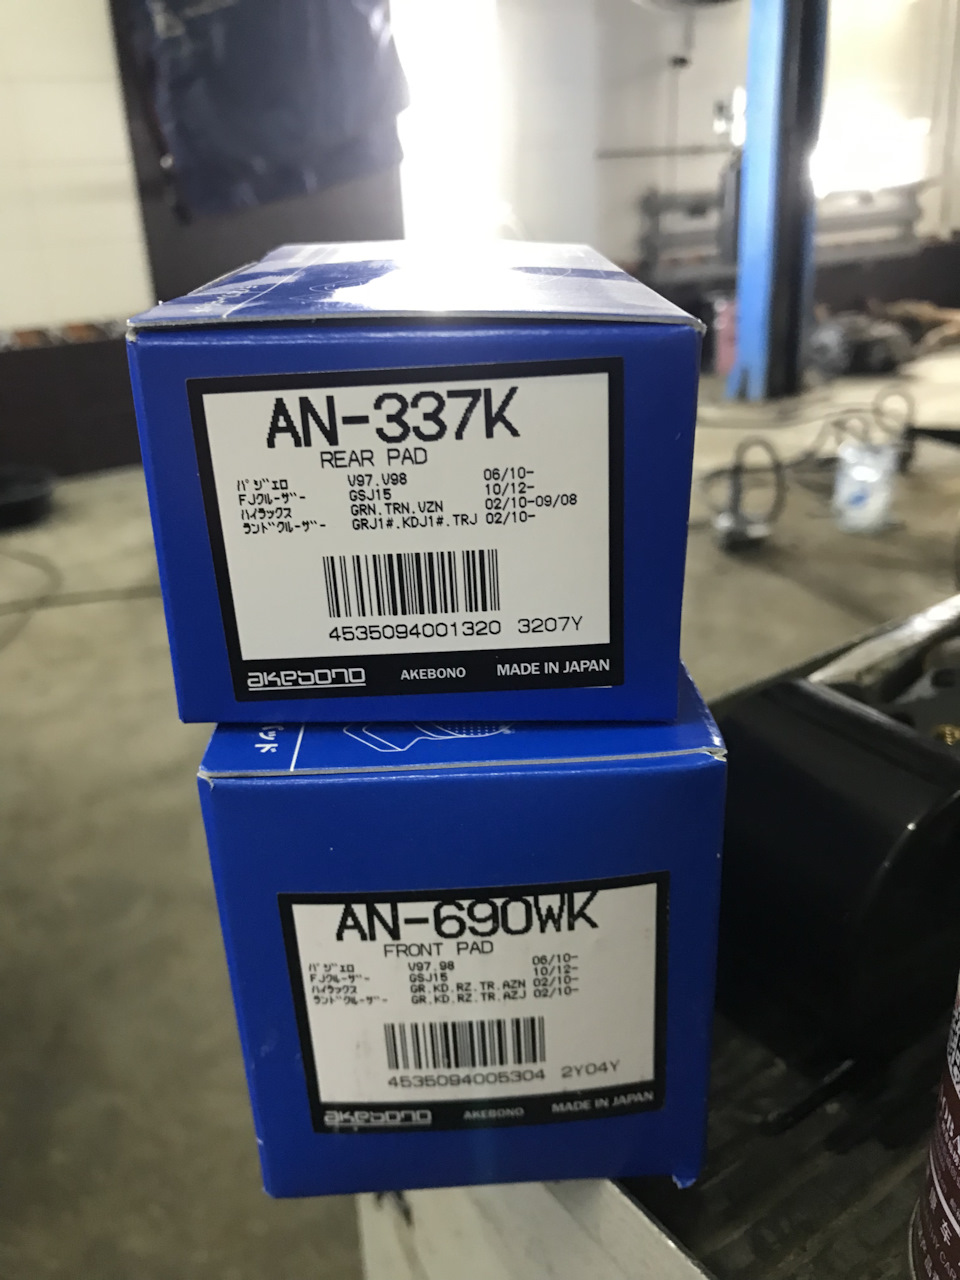 AN-337K
REAR PAD
パジェロ V97.V98 06/10-
FJクルーザー GSJ15 10/12-
ハイラックス GRN.TRN.VZN 02/10-09/08
ランドクルーザー GRJ1#.KDJ1#.TRJ 02/10-
4535094001320 3207Y
akebono AKEBONO MADE IN JAPAN
パッド
AN-690WK
FRONT PAD
パジェロ V97.98 06/10-
FJクルーザー GSJ15 10/12-
ハイラックス GR.KD.RZ.TR.AZN 02/10-
ランドクルーザー GR.KD.RZ.TR.AZJ 02/10-
4535094005304 2Y04Y
akebono AKEBONO MADE IN JAPAN
车